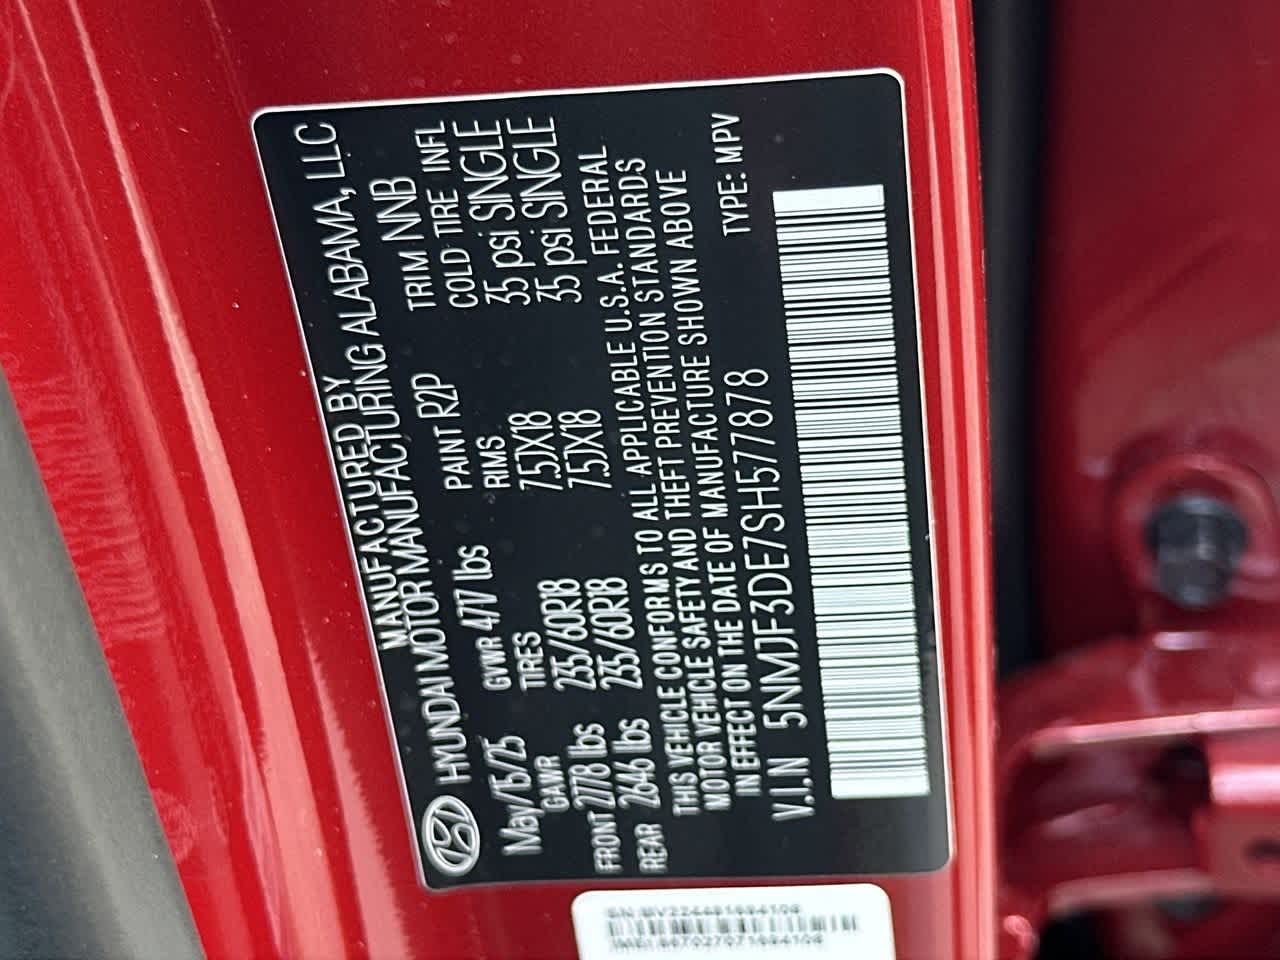 MANUFACTURED BY
HYUNDAI MOTOR MANUFACTURING ALABAMA, LLC
May/15/25 GVWR 4777 lbs PAINT R2P TRIM NNB
GAWR TIRES RIMS COLD TIRE INFL
FRONT 2778 lbs 235/60R18 7.5JX18 35 psi SINGLE
REAR 2646 lbs 235/60R18 7.5JX18 35 psi SINGLE
THIS VEHICLE CONFORMS TO ALL APPLICABLE U.S.A. FEDERAL
MOTOR VEHICLE SAFETY AND THEFT PREVENTION STANDARDS
IN EFFECT ON THE DATE OF MANUFACTURE SHOWN ABOVE
V.I.N 5NMJF3DE7SH577878 TYPE: MPV